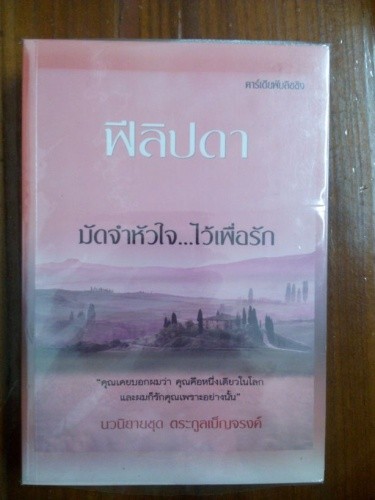 คาร์เดียพับลิชชิง
ฟีลิปดา
มัดจำหัวใจ...ไว้เพื่อรัก
"คุณเคยบอกผมว่า คุณคือหนึ่งเดียวในโลก
และผมก็รักคุณเพราะอย่างนั้น"
นวนิยายชุด ตระกูลเบ็ญจรงค์